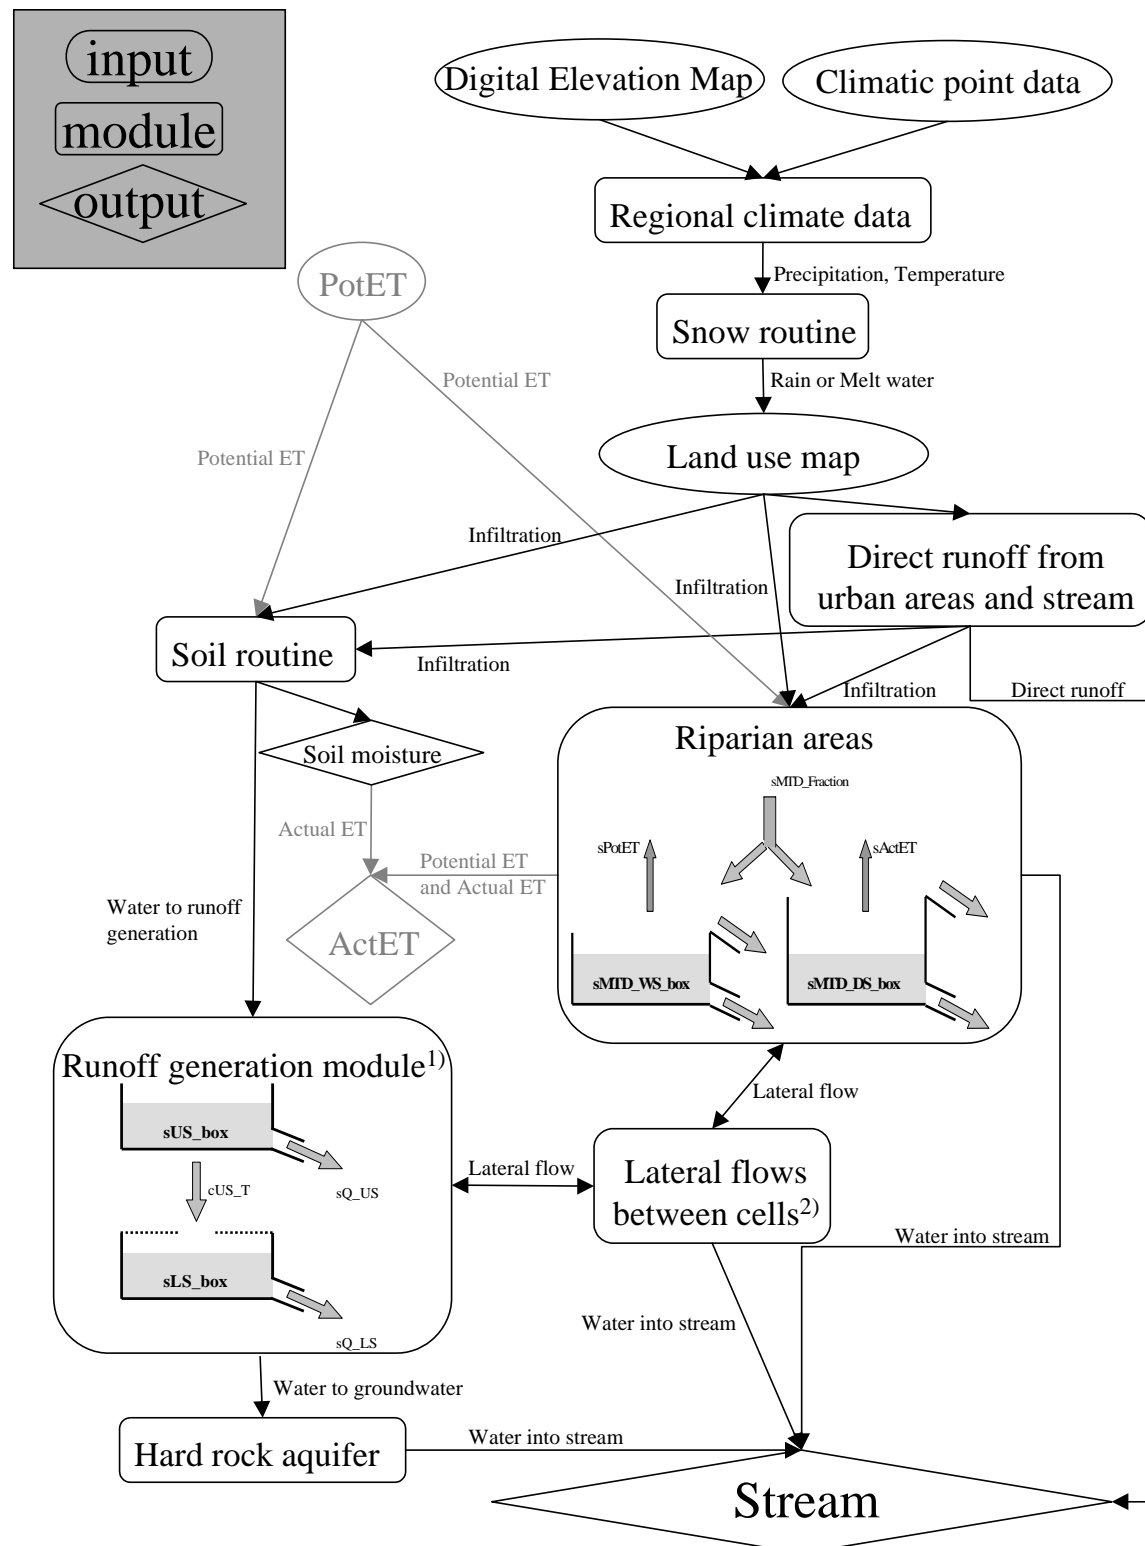 input
module
output
Digital Elevation Map
Climatic point data
Regional climate data
Precipitation, Temperature
PotET
Snow routine
Rain or Melt water
Potential ET
Land use map
Potential ET
Infiltration
Direct runoff from
urban areas and stream
Infiltration
Soil routine
Infiltration
Infiltration
Direct runoff
Soil moisture
Riparian areas
sMTD_Fraction
Actual ET
sPotET
sActET
Potential ET
and Actual ET
Water to runoff
generation
ActET
sMTD_WS_box
sMTD_DS_box
Runoff generation module1)
Lateral flow
sUS_box
cUS_T
sQ_US
Lateral flow
Lateral flows
between cells2)
sLS_box
sQ_LS
Water into stream
Water into stream
Water to groundwater
Hard rock aquifer
Water into stream
Stream